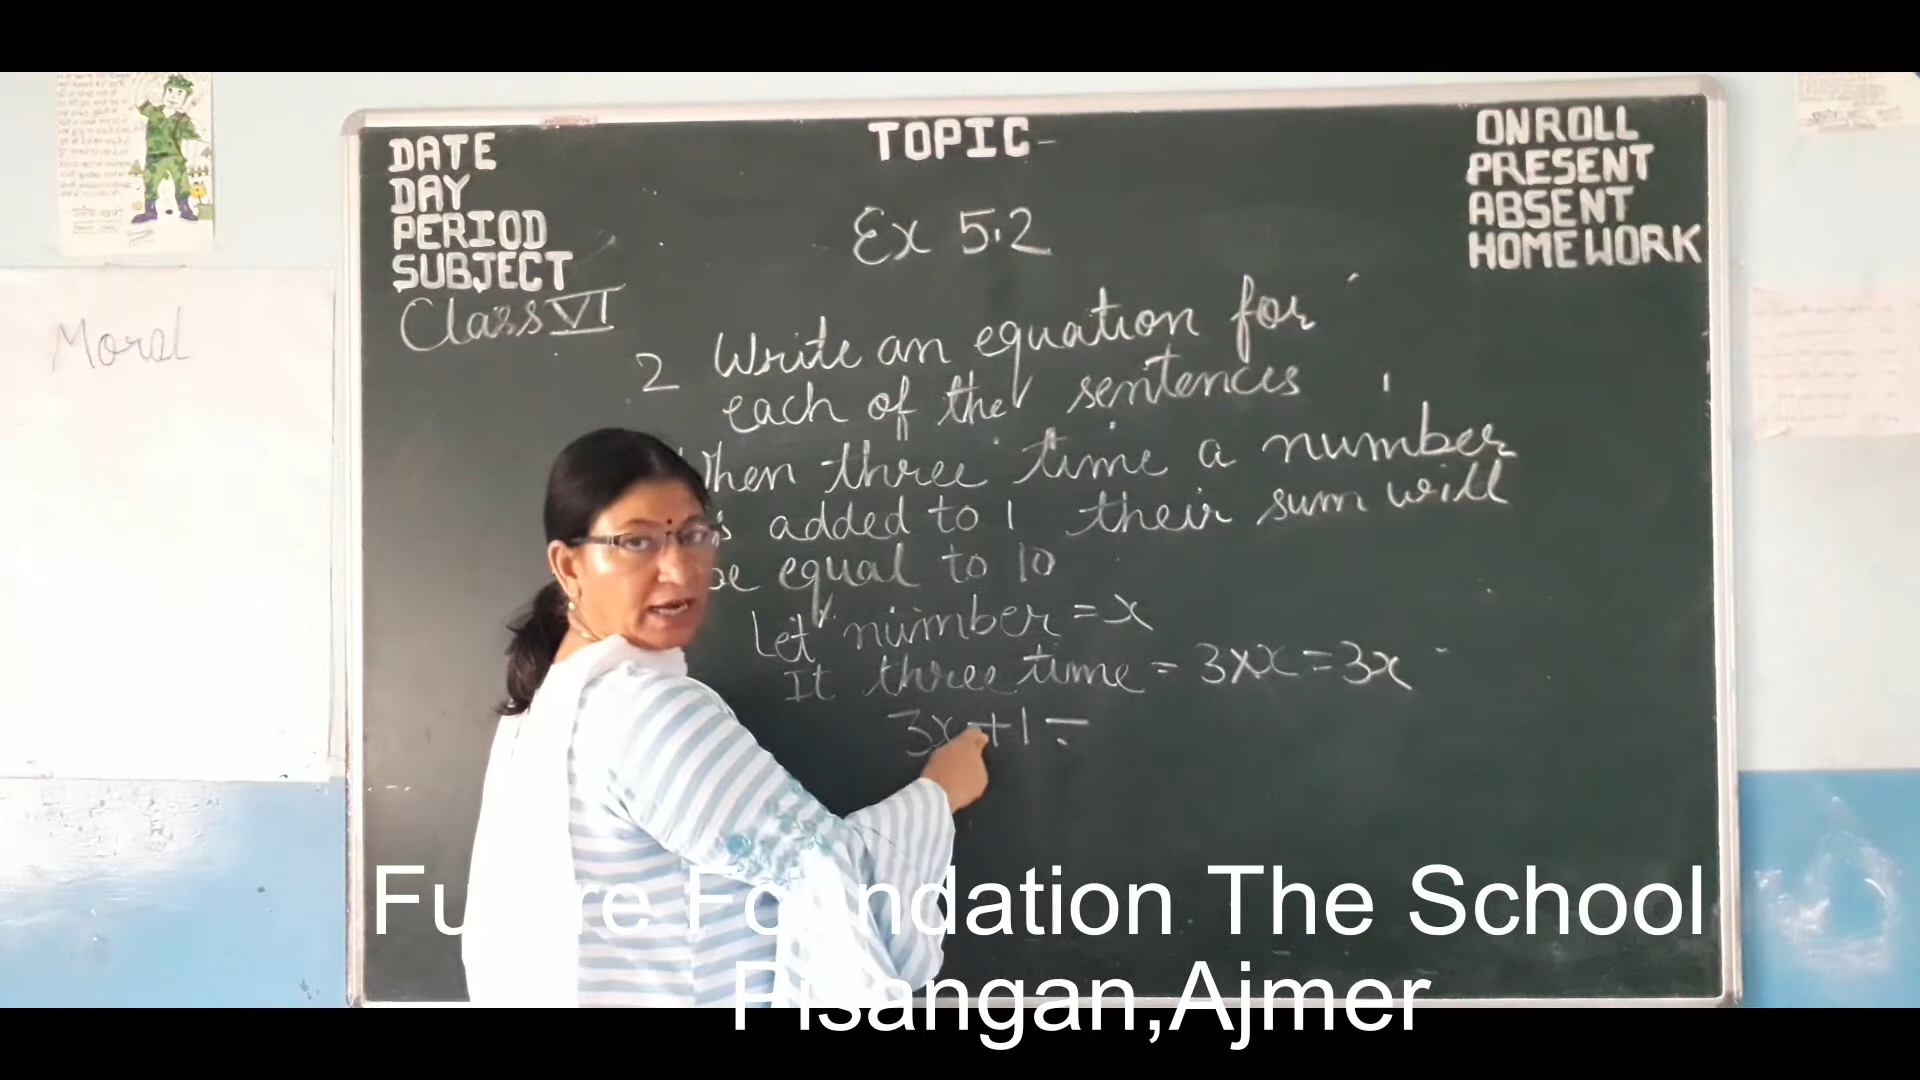 DATE
DAY
PERIOD
SUBJECT
Class VI
TOPIC-
Ex 5.2
ONROLL
PRESENT
ABSENT
HOMEWORK
2 Write an equation for
each of the sentences
When three time a number
is added to 1 their sum will
be equal to 10
Let number = x
It three time = 3xx = 3x
3x+1=
Moral
Future Foundation The School
Pisangan,Ajmer